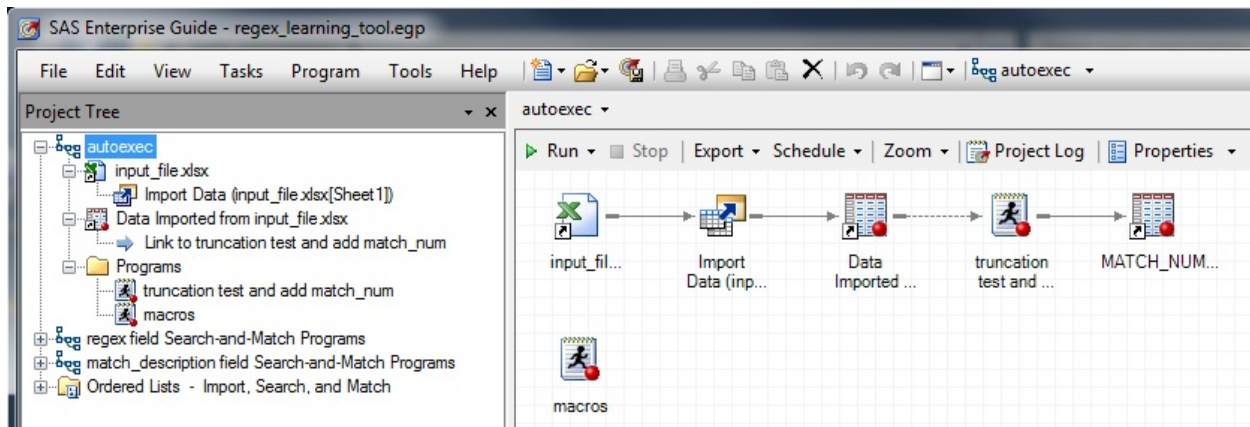 SAS Enterprise Guide - regex_learning_tool.egp
File Edit View Tasks Program Tools Help autoexec
Project Tree
autoexec
input_file.xlsx
Import Data (input_file.xlsx[Sheet1])
Data Imported from input_file.xlsx
Link to truncation test and add match_num
Programs
truncation test and add match_num
macros
regex field Search-and-Match Programs
match_description field Search-and-Match Programs
Ordered Lists - Import, Search, and Match
autoexec
Run Stop Export Schedule Zoom Project Log Properties
input_fil...
Import
Data (inp...
Data
Imported ...
truncation
test and ...
MATCH_NUM...
macros